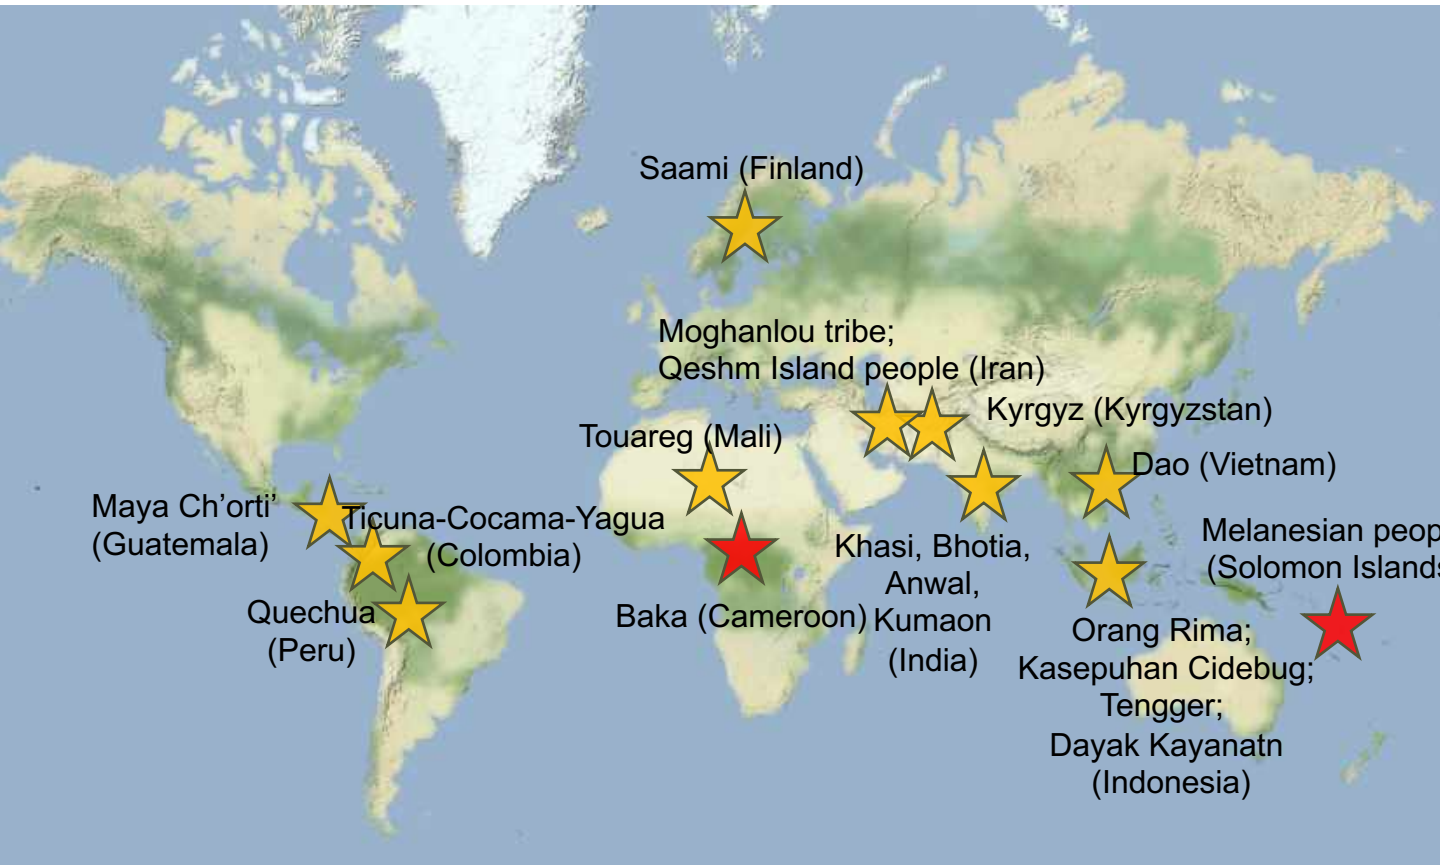 Saami (Finland)
Moghanlou tribe;
Qeshm Island people (Iran)
Kyrgyz (Kyrgyzstan)
Touareg (Mali)
Dao (Vietnam)
Maya Ch’orti’
(Guatemala)
Ticuna-Cocama-Yagua
(Colombia)
Quechua
(Peru)
Baka (Cameroon)
Khasi, Bhotia,
Anwal,
Kumaon
(India)
Melanesian peop
(Solomon Islands
Orang Rima;
Kasepuhan Cidebug;
Tengger;
Dayak Kayanatn
(Indonesia)